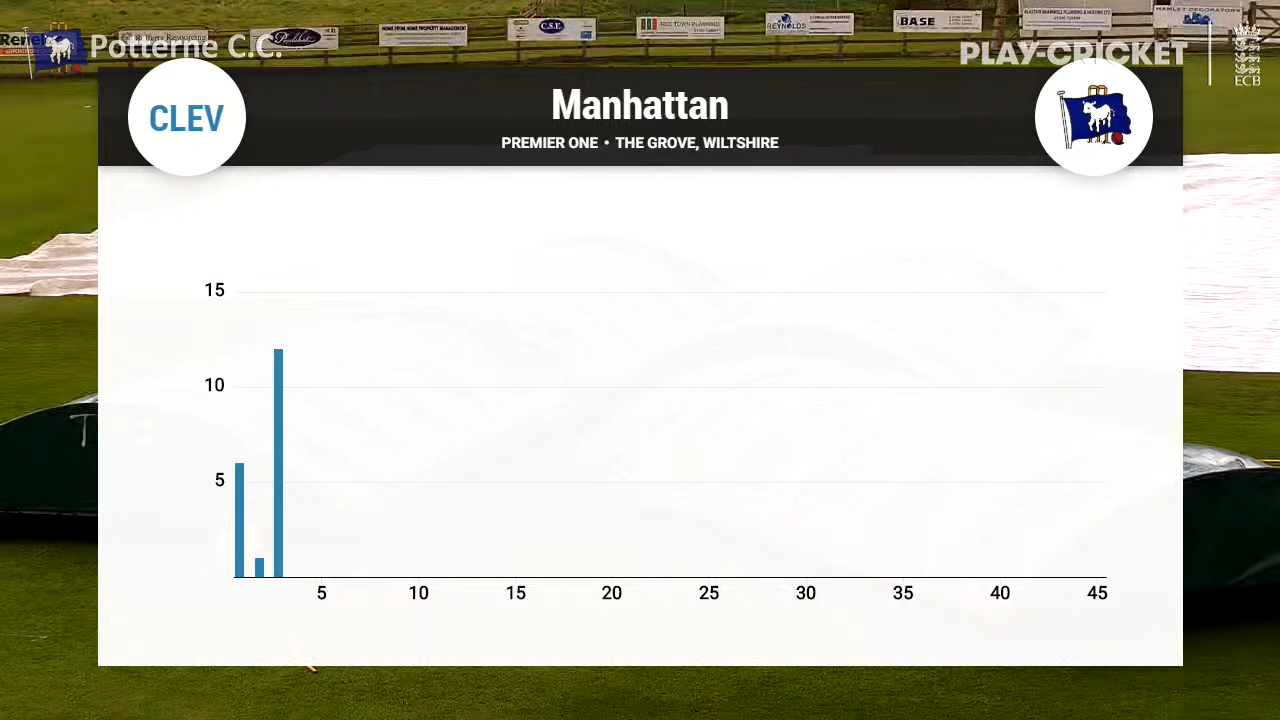 Potterne C.C.
C.S.E.
REYNOLDS
BASE
PLAY-CRICKET
ECB
CLEV
Manhattan
PREMIER ONE • THE GROVE, WILTSHIRE
15
10
5
5 10 15 20 25 30 35 40 45